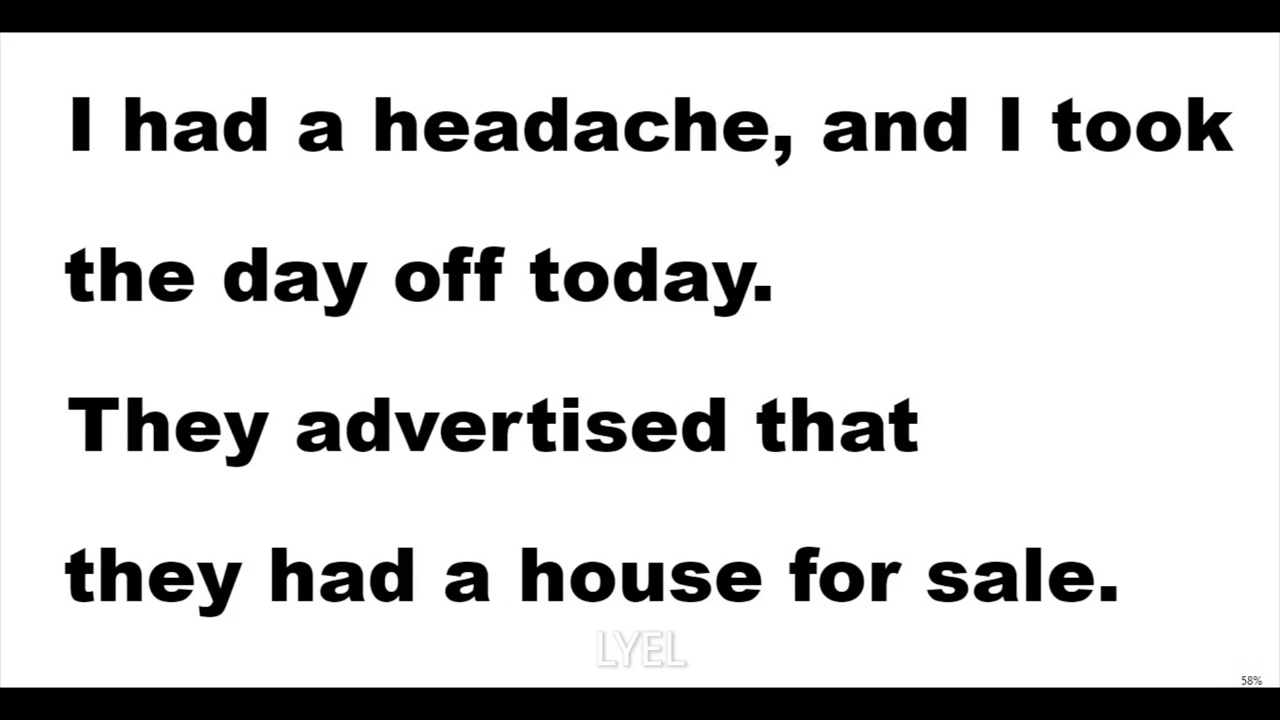 I had a headache, and I took
the day off today.
They advertised that
they had a house for sale.
LYEL
58%